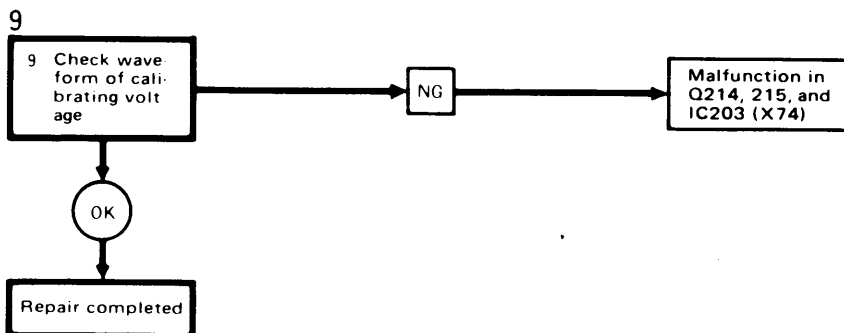 9
9 Check wave
form of cali-
brating volt
age
NG
Malfunction in
Q214, 215, and
IC203 (X74)
OK
Repair completed